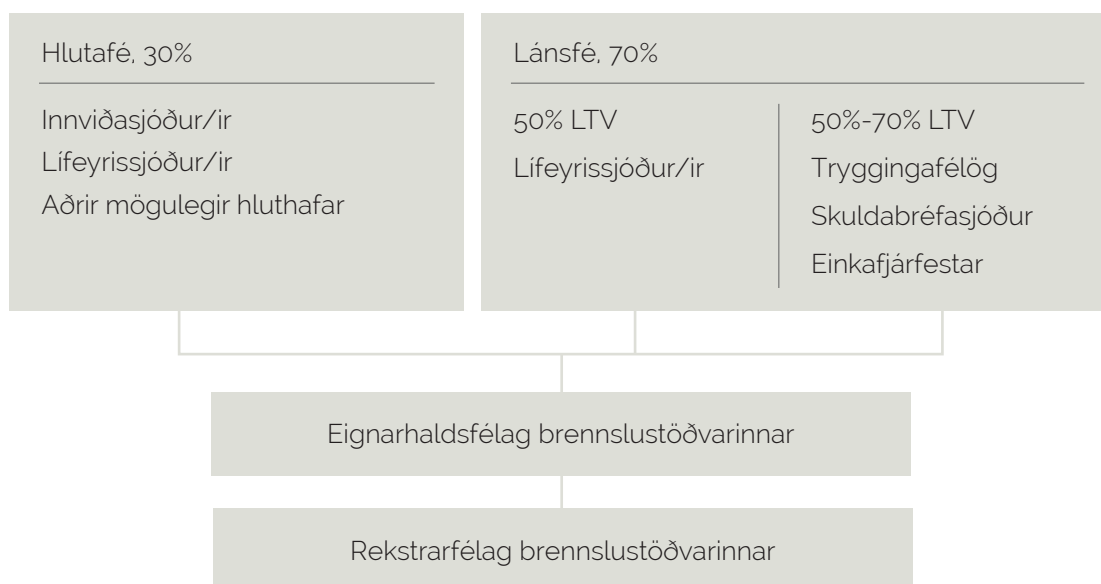 Hlutafé, 30%
Innviðasjóður/ir
Lífeyrissjóður/ir
Aðrir mögulegir hluthafar
Lánsfé, 70%
50% LTV
Lífeyrissjóður/ir
50%-70% LTV
Tryggingafélög
Skuldabréfasjóður
Einkafjárfestar
Eignarhaldsfélag brennslustöðvarinnar
Rekstrarfélag brennslustöðvarinnar